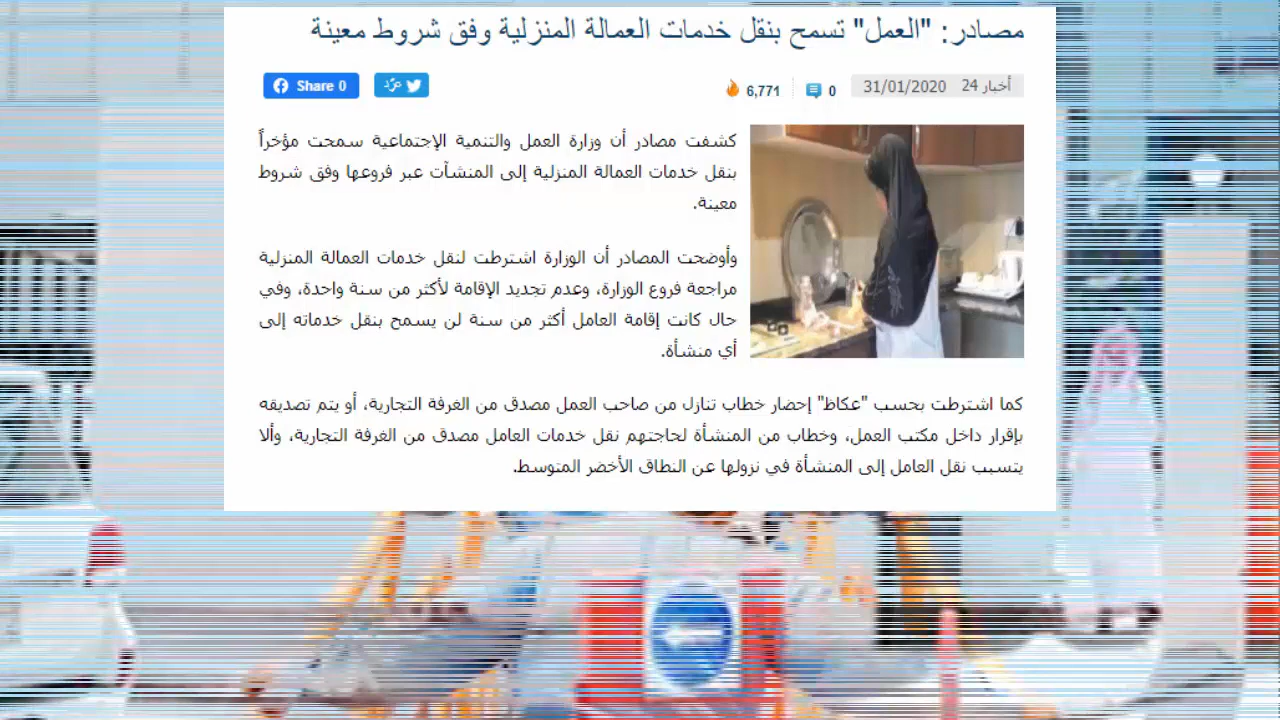 مصادر: "العمل" تسمح بنقل خدمات العمالة المنزلية وفق شروط معينة
أخبار 24 31/01/2020 0 6,771 غرّد Share 0
كشفت مصادر أن وزارة العمل والتنمية الإجتماعية سمحت مؤخراً
بنقل خدمات العمالة المنزلية إلى المنشآت عبر فروعها وفق شروط
معينة.
وأوضحت المصادر أن الوزارة اشترطت لنقل خدمات العمالة المنزلية
مراجعة فروع الوزارة، وعدم تجديد الإقامة لأكثر من سنة واحدة، وفي
حال كانت إقامة العامل أكثر من سنة لن يسمح بنقل خدماته إلى
أي منشأة.
كما اشترطت بحسب "عكاظ" إحضار خطاب تنازل من صاحب العمل مصدق من الغرفة التجارية، أو يتم تصديقه
بإقرار داخل مكتب العمل، وخطاب من المنشأة لحاجتهم نقل خدمات العامل مصدق من الغرفة التجارية، وألا
يتسبب نقل العامل إلى المنشأة في نزولها عن النطاق الأخضر المتوسط.